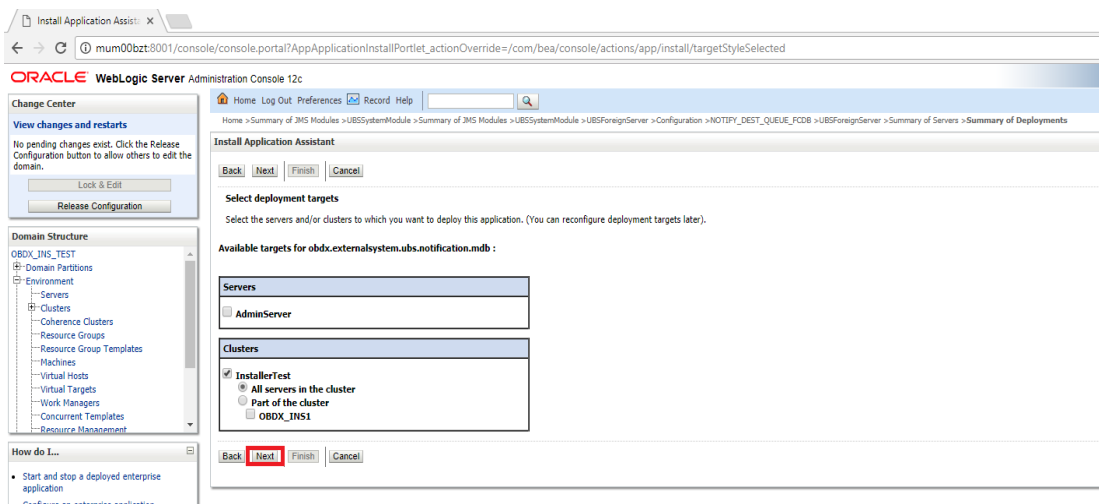 Install Application Assista
mum00bzt:8001/console/console.portal?AppApplicationInstallPortlet_actionOverride=/com/bea/console/actions/app/install/targetStyleSelected
ORACLE WebLogic Server Administration Console 12c
Change Center
View changes and restarts
No pending changes exist. Click the Release
Configuration button to allow others to edit the
domain.
Lock & Edit
Release Configuration
Domain Structure
OBDX_INS_TEST
Domain Partitions
Environment
Servers
Clusters
Coherence Clusters
Resource Groups
Resource Group Templates
Machines
Virtual Hosts
Virtual Targets
Work Managers
Concurrent Templates
Resource Management
How do I...
Start and stop a deployed enterprise
application
Configure an enterprise application
Home Log Out Preferences Record Help
Home >Summary of JMS Modules >UBSSystemModule >Summary of JMS Modules >UBSSystemModule >UBSForeignServer >Configuration >NOTIFY_DEST_QUEUE_FCDB >UBSForeignServer >Summary of Servers >Summary of Deployments
Install Application Assistant
Back Next Finish Cancel
Select deployment targets
Select the servers and/or clusters to which you want to deploy this application. (You can reconfigure deployment targets later).
Available targets for obdx.externalsystem.ubs.notification.mdb :
Servers
AdminServer
Clusters
InstallerTest
All servers in the cluster
Part of the cluster
OBDX_INS1
Back Next Finish Cancel